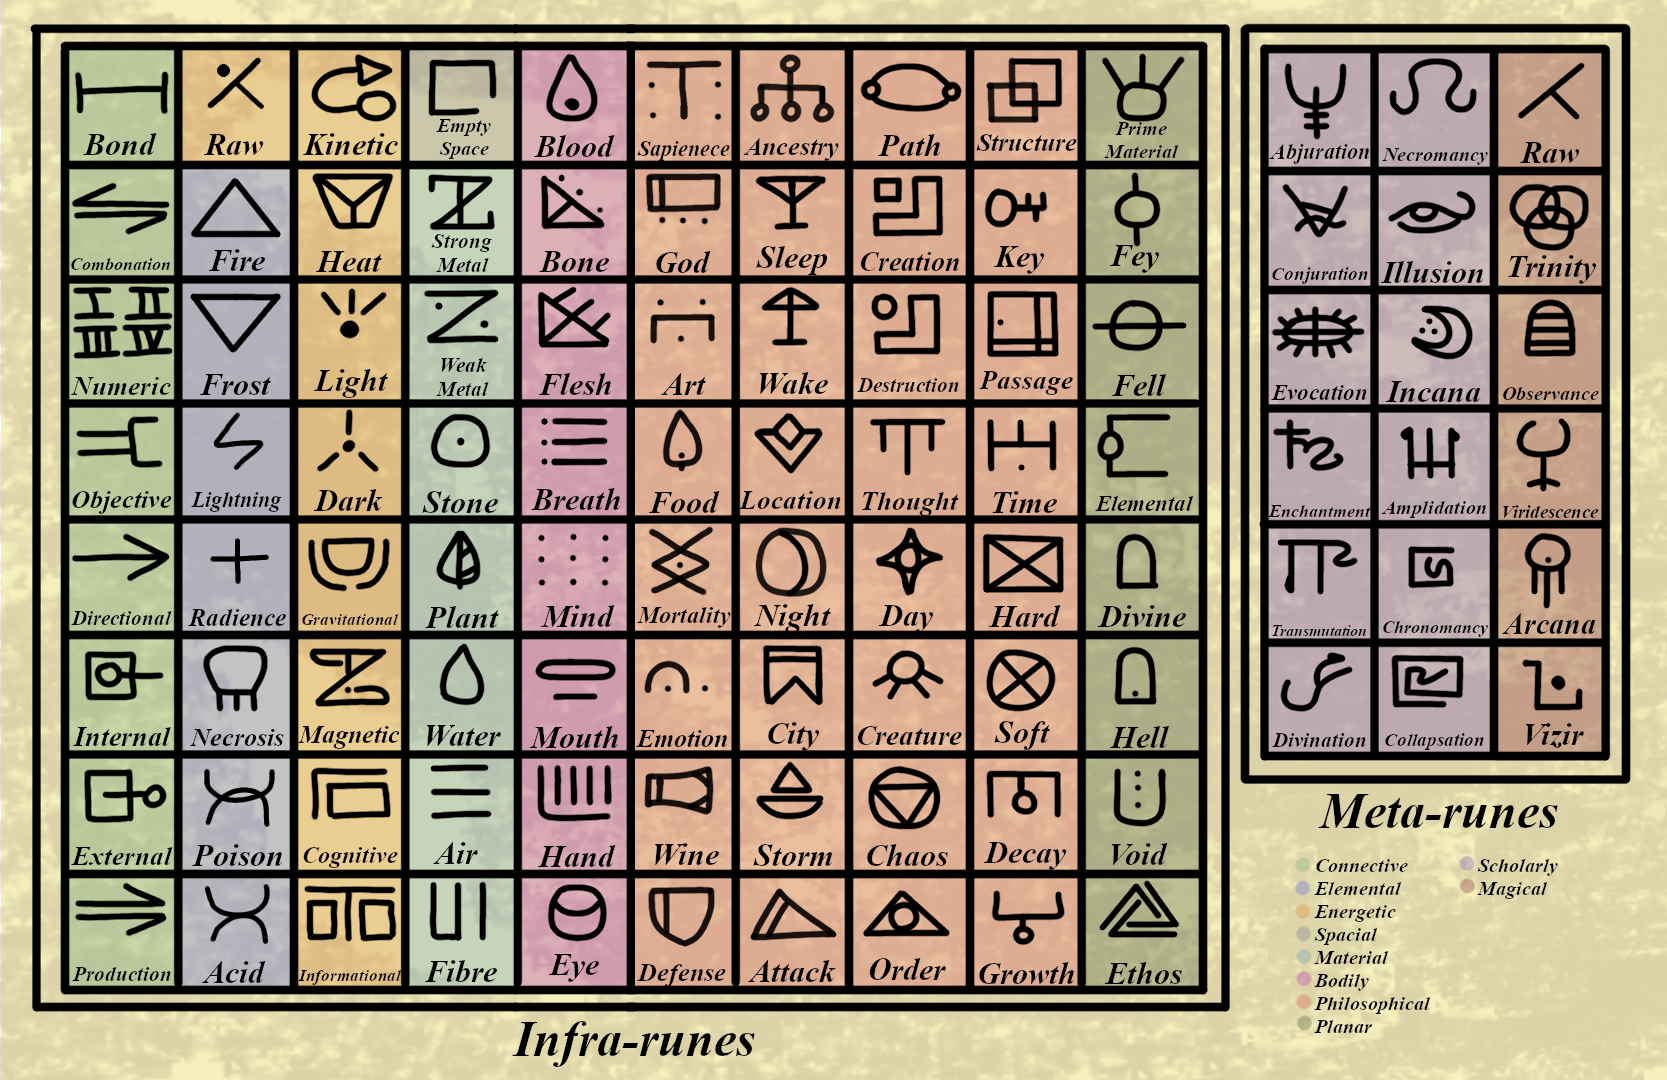 Bond Raw Kinetic Empty Space Blood Sapienece Ancestry Path Structure Prime Material
Combonation Fire Heat Strong Metal Bone God Sleep Creation Key Fey
Numeric Frost Light Weak Metal Flesh Art Wake Destruction Passage Fell
Objective Lightning Dark Stone Breath Food Location Thought Time Elemental
Directional Radience Gravitational Plant Mind Mortality Night Day Hard Divine
Internal Necrosis Magnetic Water Mouth Emotion City Creature Soft Hell
External Poison Cognitive Air Hand Wine Storm Chaos Decay Void
Production Acid Informational Fibre Eye Defense Attack Order Growth Ethos
Infra-runes
Abjuration Necromancy Raw
Conjuration Illusion Trinity
Evocation Incana Observance
Enchantment Amplidation Viridescence
Transmutation Chronomancy Arcana
Divination Collapsation Vizir
Meta-runes
Connective Scholarly
Elemental Magical
Energetic
Spacial
Material
Bodily
Philosophical
Planar